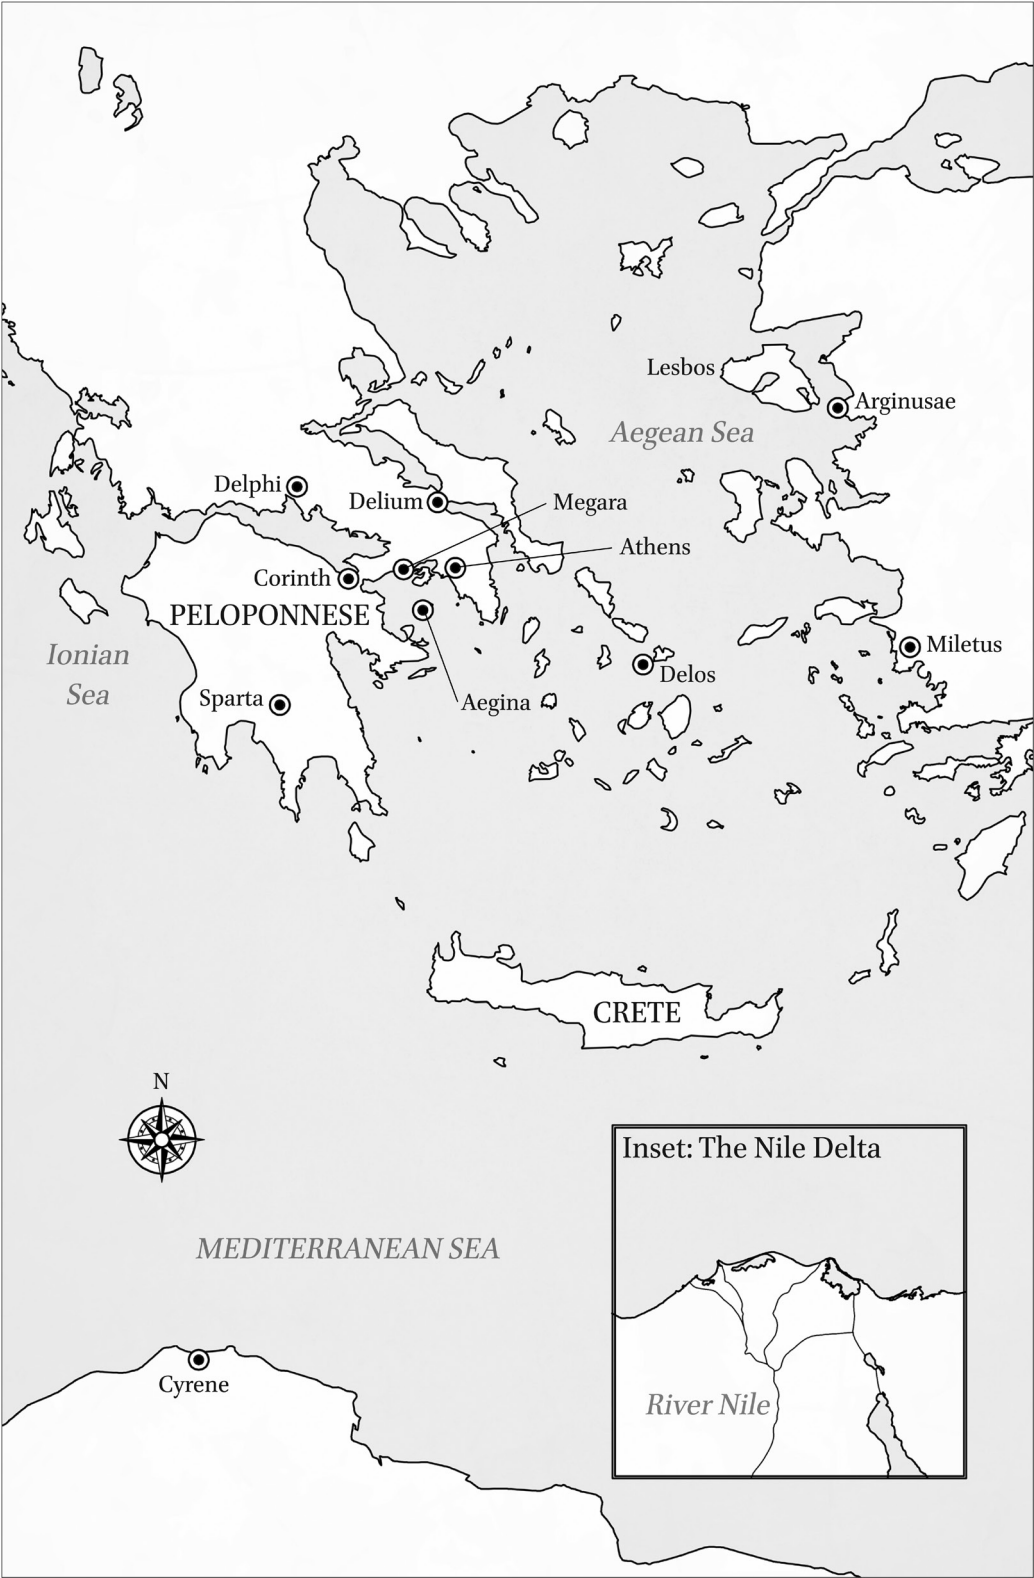 Lesbos
Arginusae
Aegean Sea
Delphi
Delium
Megara
Athens
Corinth
PELOPONNESE
Ionian
Sea
Miletus
Delos
Sparta
Aegina
CRETE
N
Inset: The Nile Delta
MEDITERRANEAN SEA
River Nile
Cyrene